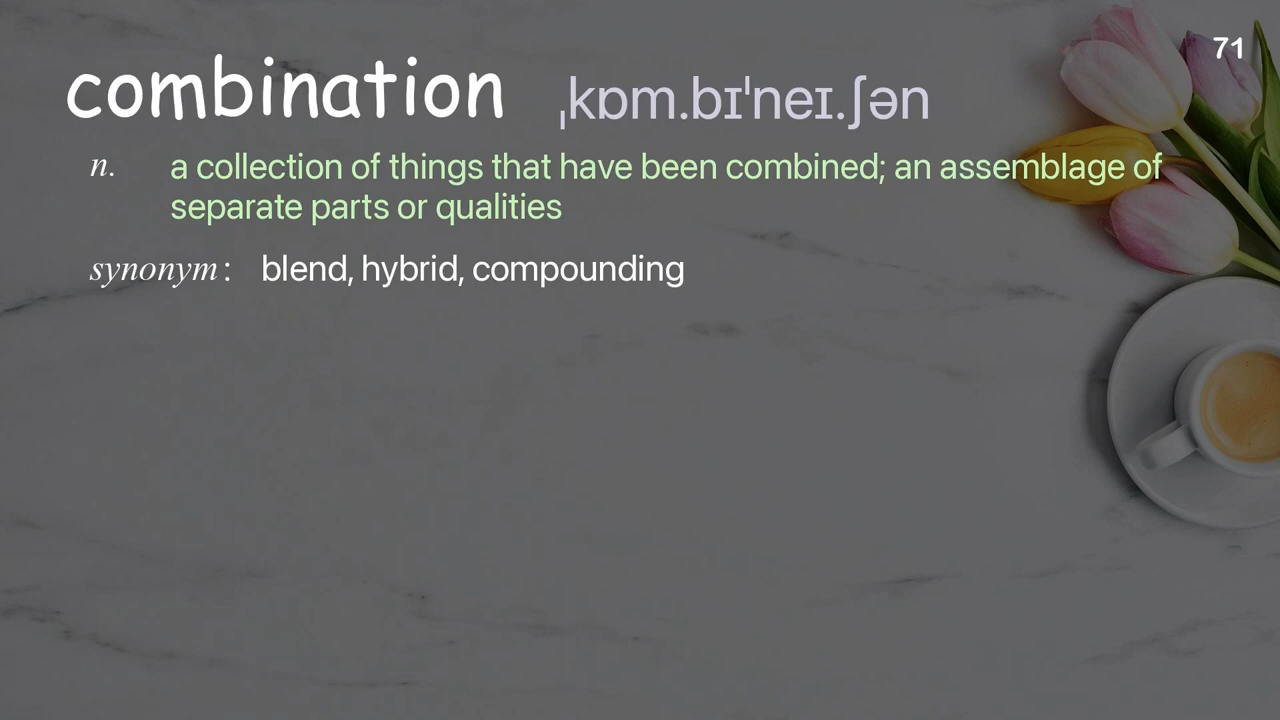 71
combination ˌkɒm.bɪˈneɪ.ʃən
n. a collection of things that have been combined; an assemblage of
separate parts or qualities
synonym : blend, hybrid, compounding